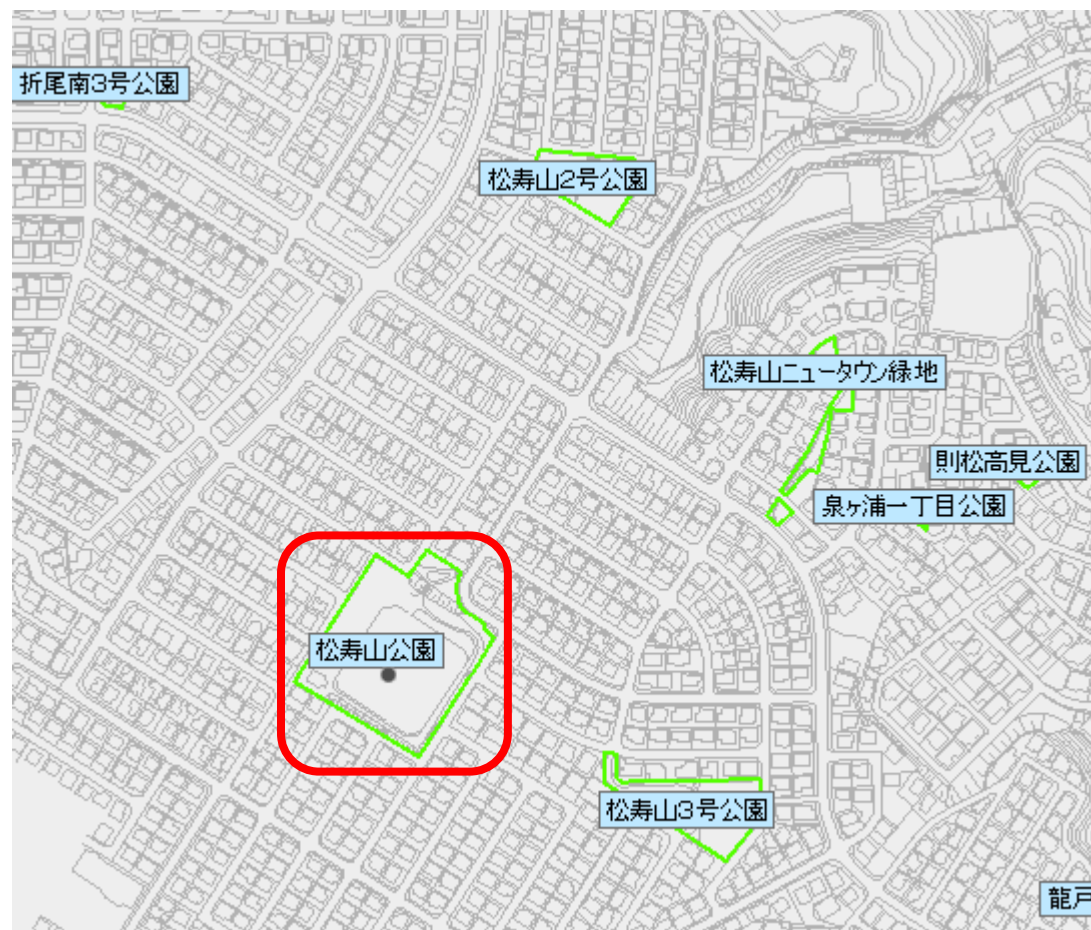 折尾南3号公園
松寿山2号公園
松寿山ニュータウン緑地
則松高見公園
泉ヶ浦一丁目公園
松寿山公園
松寿山3号公園
龍戸